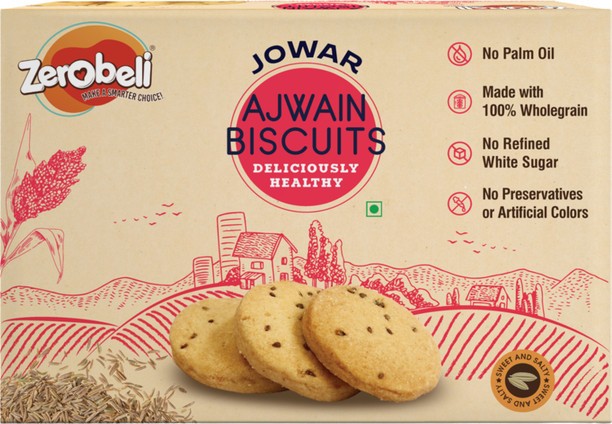 ZerObeli
MAKE A SMARTER CHOICE!
JOWAR
AJWAIN
BISCUITS
DELICIOUSLY
HEALTHY
No Palm Oil
Made with
100% Wholegrain
No Refined
White Sugar
No Preservatives
or Artificial Colors
SWEET AND SALTY
SWEET AND SALTY